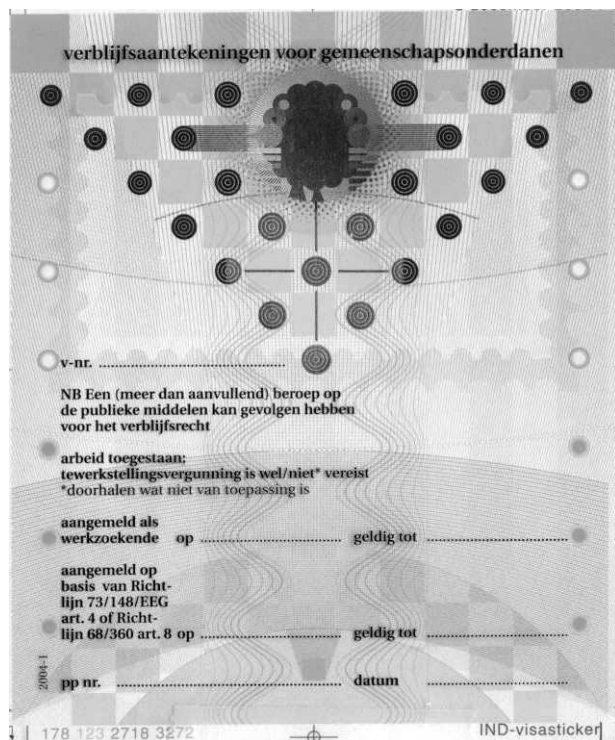 verblijfsaantekeningen voor gemeenschapsonderdanen
v-nr.
NB Een (meer dan aanvullend) beroep op
de publieke middelen kan gevolgen hebben
voor het verblijfsrecht
arbeid toegestaan;
tewerkstellingsvergunning is wel/niet* vereist
*doorhalen wat niet van toepassing is
aangemeld als
werkzoekende op geldig tot
aangemeld op
basis van Richt-
lijn 73/148/EEG
art. 4 of Richt-
lijn 68/360 art. 8 op geldig tot
2004-1
pp nr. datum
178 123 2718 3272 IND-visasticker